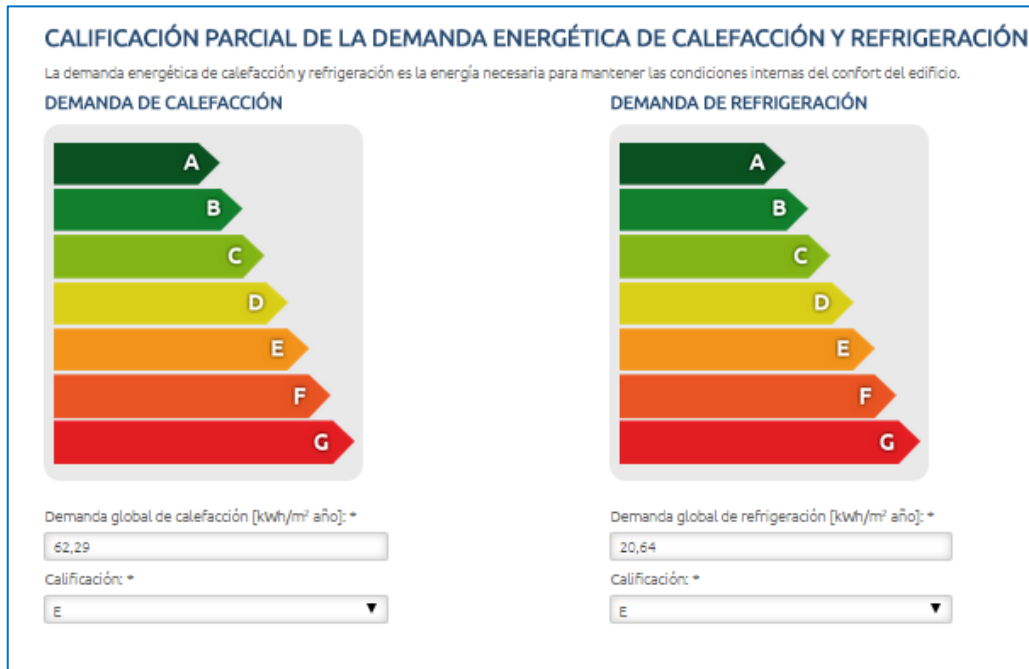 CALIFICACIÓN PARCIAL DE LA DEMANDA ENERGÉTICA DE CALEFACCIÓN Y REFRIGERACIÓN
La demanda energética de calefacción y refrigeración es la energía necesaria para mantener las condiciones internas del confort del edificio.
DEMANDA DE CALEFACCIÓN
A
B
C
D
E
F
G
Demanda global de calefacción [kWh/m² año]: *
62,29
Calificación: *
E
DEMANDA DE REFRIGERACIÓN
A
B
C
D
E
F
G
Demanda global de refrigeración [kWh/m² año]: *
20,64
Calificación: *
E